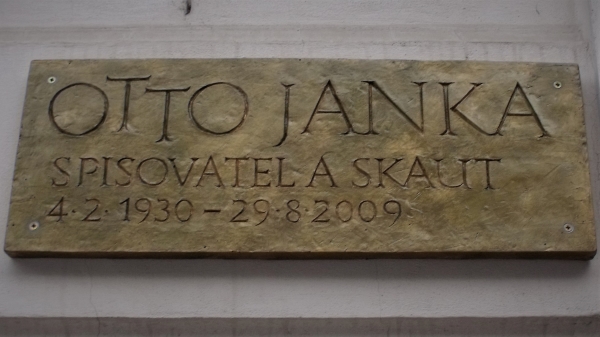 OTTO JANKA
SPISOVATEL A SKAUT
4·2·1930 – 29·8·2009